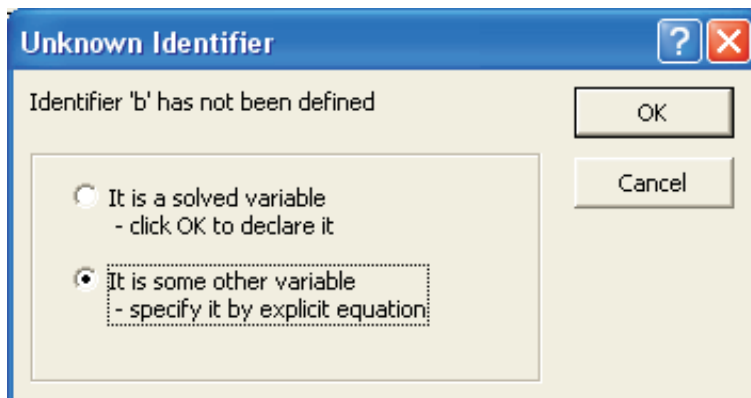 Unknown Identifier
?
Identifier 'b' has not been defined
OK
Cancel
It is a solved variable
- click OK to declare it
It is some other variable
- specify it by explicit equation